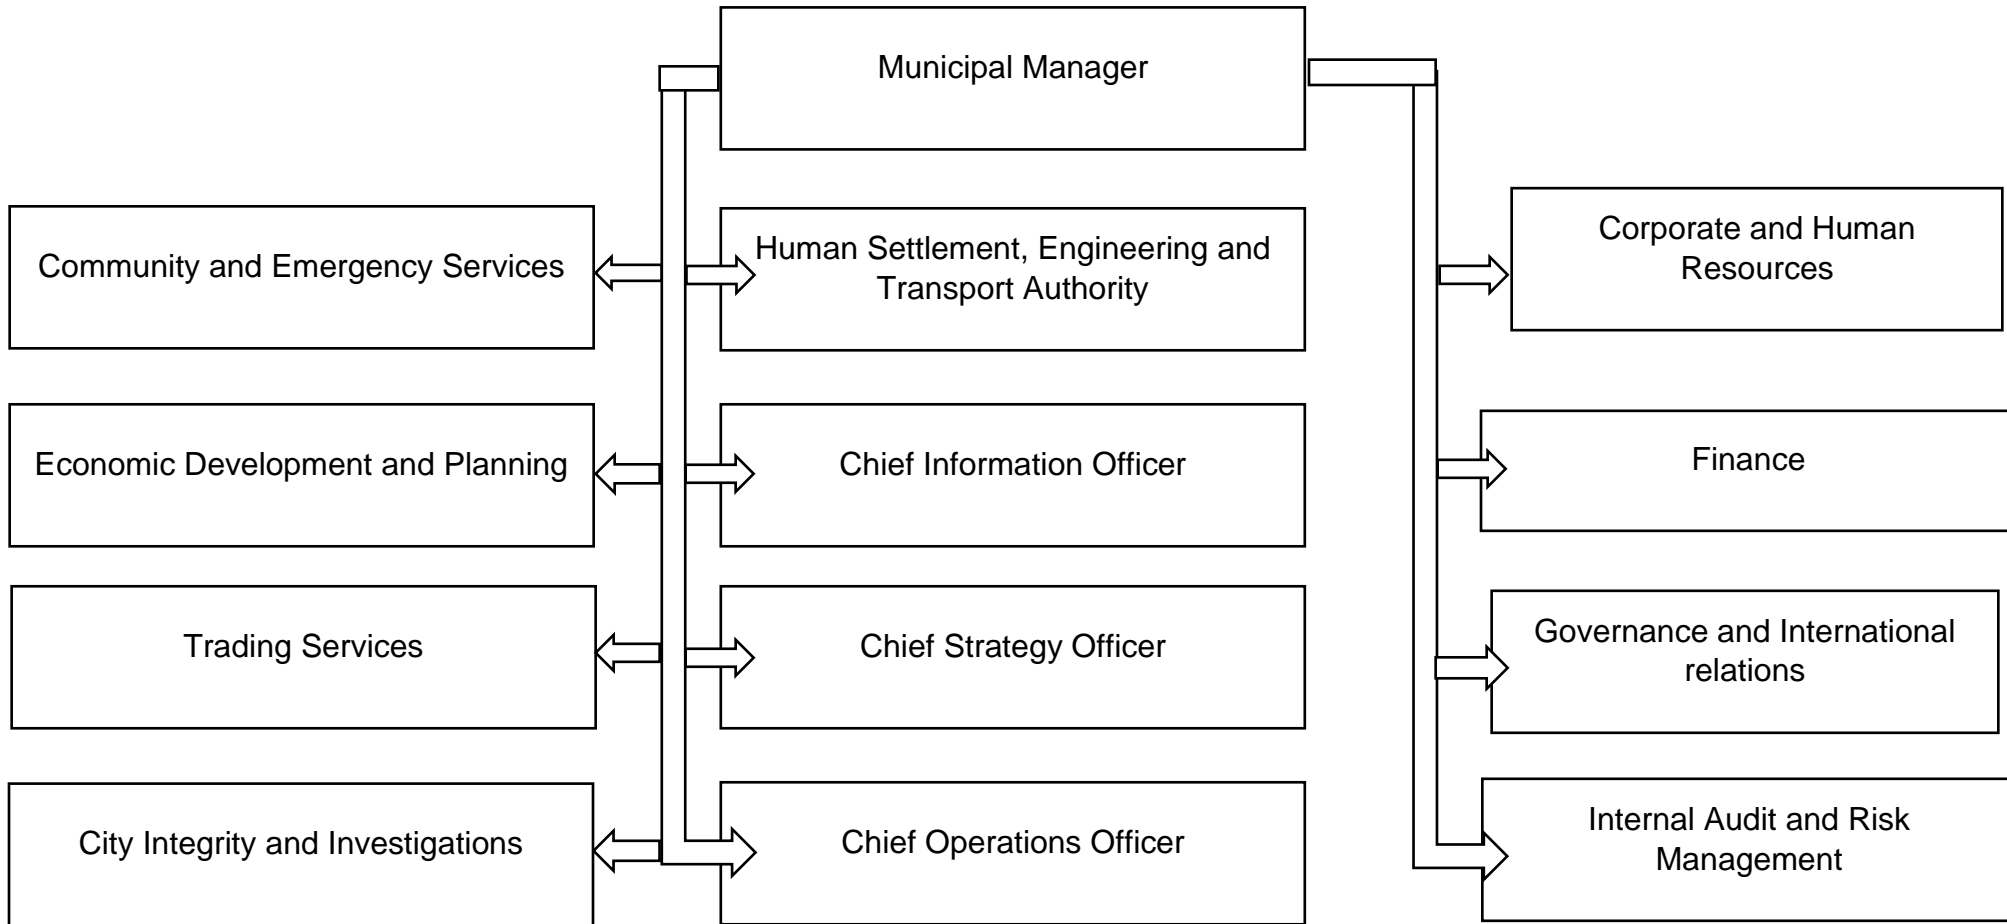 Municipal Manager
Community and Emergency Services
Human Settlement, Engineering and
Transport Authority
Corporate and Human
Resources
Economic Development and Planning
Chief Information Officer
Finance
Trading Services
Chief Strategy Officer
Governance and International
relations
City Integrity and Investigations
Chief Operations Officer
Internal Audit and Risk
Management